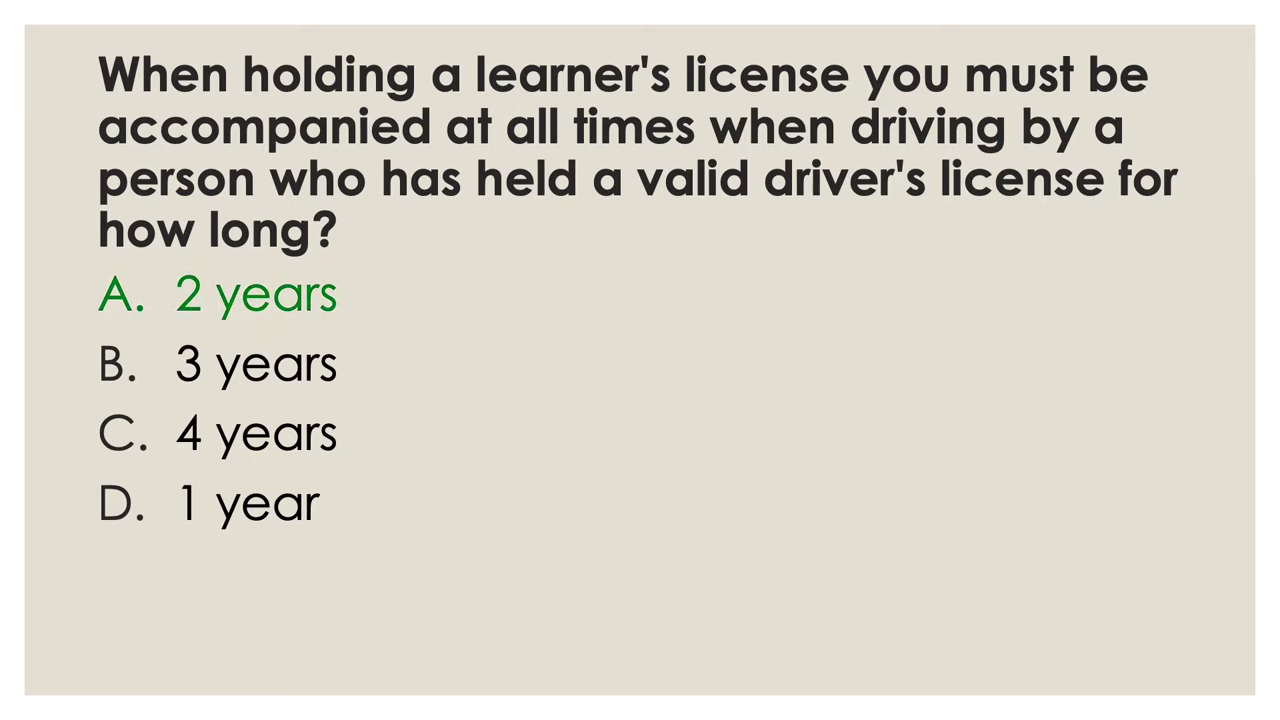 When holding a learner's license you must be
accompanied at all times when driving by a
person who has held a valid driver's license for
how long?
A. 2 years
B. 3 years
C. 4 years
D. 1 year